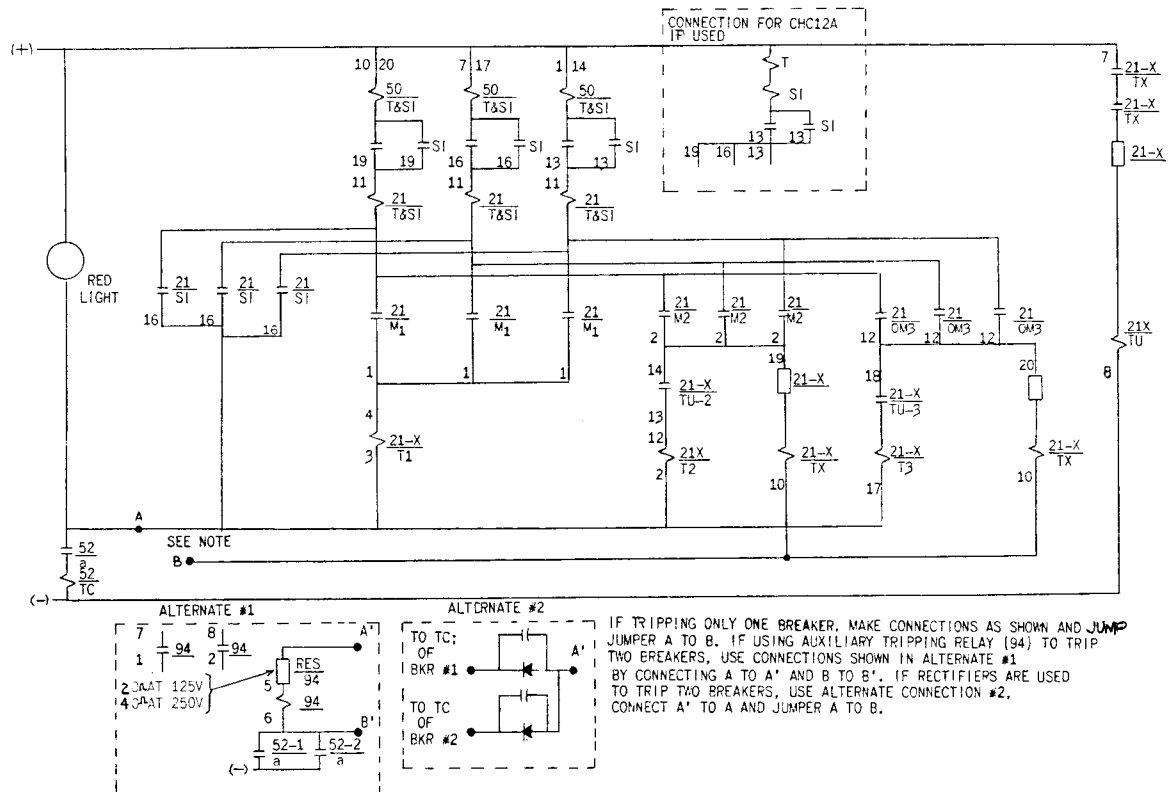 CONNECTION FOR CHC12A
IF USED
(+)
10 20
7 17
1 14
T
7
21-X
TX
50
T&SI
50
T&SI
50
T&SI
SI
21-X
TX
SI
SI
SI
SI
13 13
19 16 13
21-X
19 19
16 16
13 13
11
11
11
21
T&SI
21
T&SI
21
T&SI
RED
LIGHT
21
SI
21
SI
21
SI
16
16
16
21
M1
21
M1
21
M1
21
M2
21
M2
21
M2
21
OM3
21
OM3
21
OM3
2
2
2
12
12
12
21X
TU
8
1
1
1
14
19
18
20
21-X
TU-2
21-X
21-X
TU-3
4
13
12
21-X
T1
3
21X
T2
2
21-X
TX
10
21-X
T3
17
21-X
TX
10
A
SEE NOTE
B
52
a
52
TC
(-)
ALTERNATE #1
ALTERNATE #2
7
8
1
94
2
94
A'
RES
94
5
94
6
B'
52-1
a
52-2
a
(-)
TO TC;
OF
BKR #1
A'
TO TC
OF
BKR #2
IF TRIPPING ONLY ONE BREAKER, MAKE CONNECTIONS AS SHOWN AND JUMP
JUMPER A TO B. IF USING AUXILIARY TRIPPING RELAY (94) TO TRIP
TWO BREAKERS, USE CONNECTIONS SHOWN IN ALTERNATE #1
BY CONNECTING A TO A' AND B TO B'. IF RECTIFIERS ARE USED
TO TRIP TWO BREAKERS, USE ALTERNATE CONNECTION #2,
CONNECT A' TO A AND JUMPER A TO B.
AT 125V
AT 250V